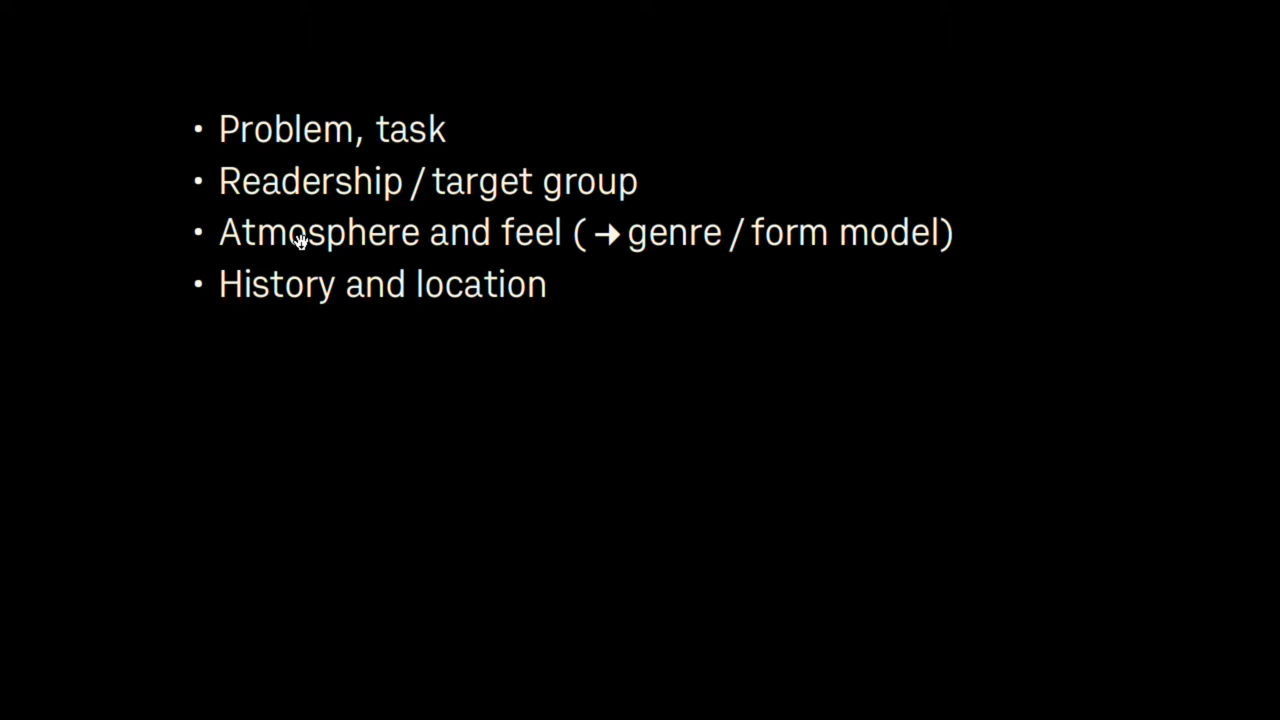 • Problem, task
• Readership / target group
• Atmosphere and feel (➜ genre / form model)
• History and location